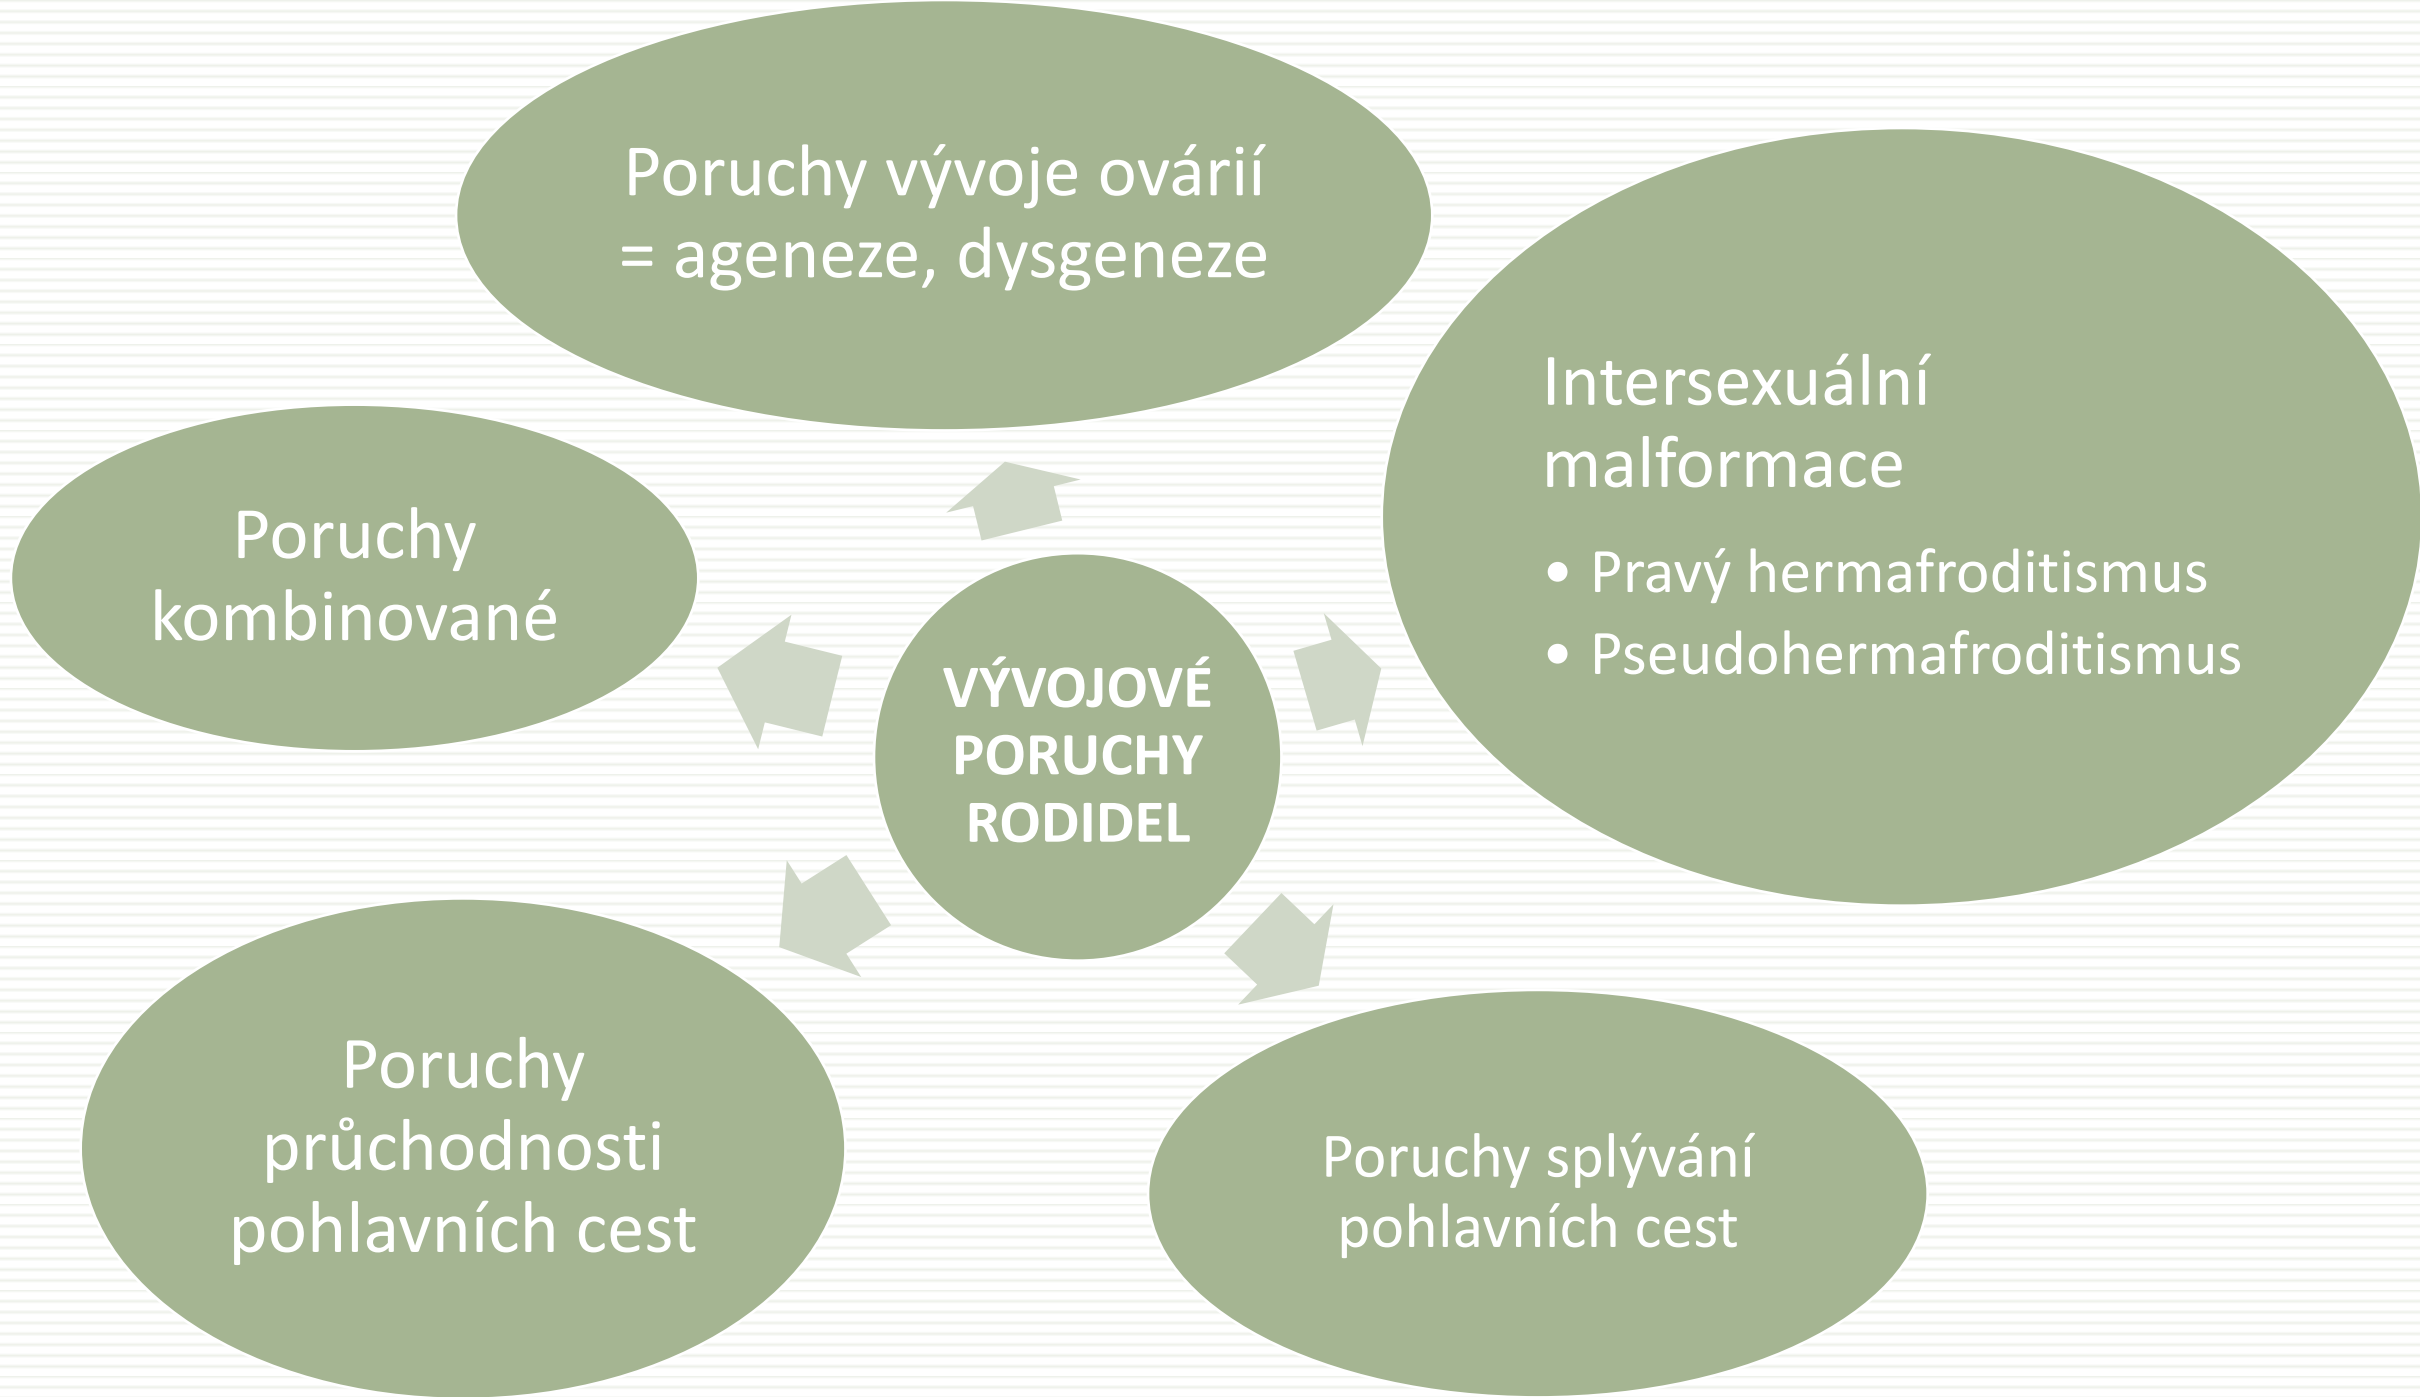 Poruchy vývoje ovárií
= ageneze, dysgeneze
Intersexuální
malformace
• Pravý hermafroditismus
• Pseudohermafroditismus
Poruchy
kombinované
VÝVOJOVÉ
PORUCHY
RODIDEL
Poruchy
průchodnosti
pohlavních cest
Poruchy splývání
pohlavních cest